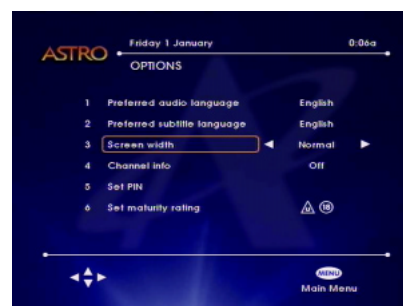 Friday 1 January 0:06a
ASTRO
OPTIONS
1 Preferred audio language English
2 Preferred subtitle language English
3 Screen width Normal
4 Channel info Off
5 Set PIN
6 Set maturity rating U 18
MENU
Main Menu